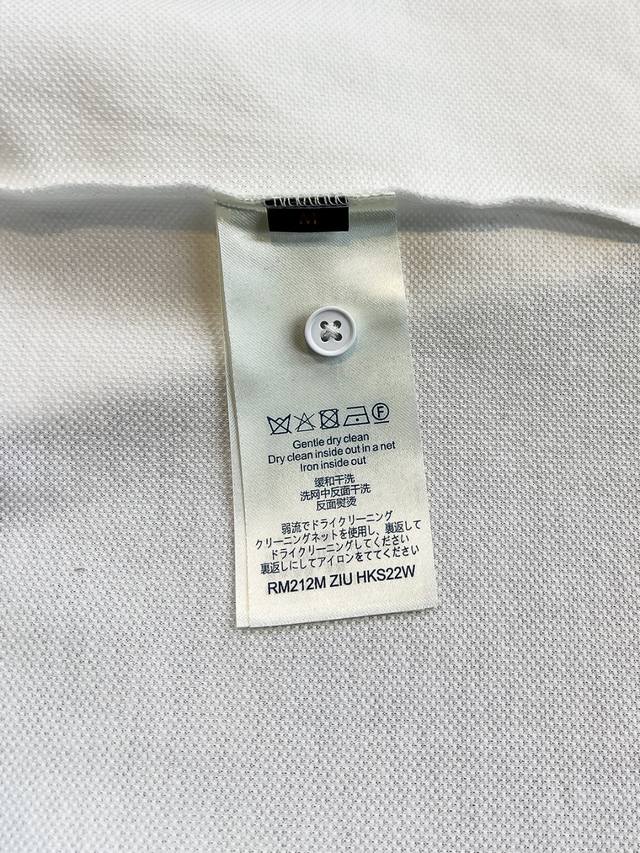 M
F
Gentle dry clean
Dry clean inside out in a net
Iron inside out
缓和干洗
洗网中反面干洗
反面熨烫
弱流でドライクリーニング
クリーニングネットを使用し、裏返して
ドライクリーニングしてください
裏返しにしてアイロンをててください
RM212M ZIU HKS22W